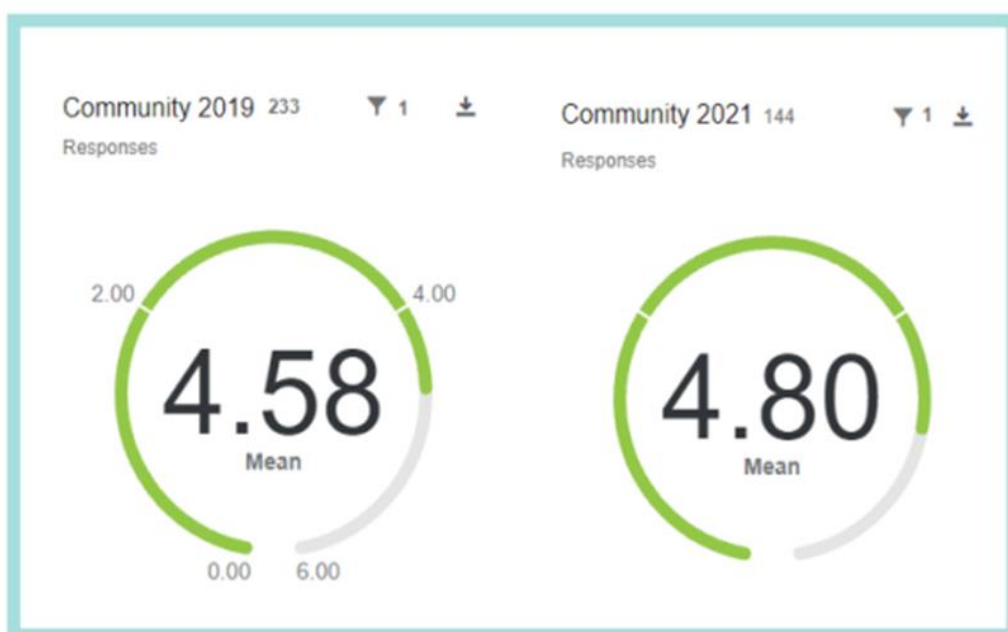 Community 2019 233 1
Responses
2.00 4.00
4.58
Mean
0.00 6.00
Community 2021 144 1
Responses
4.80
Mean